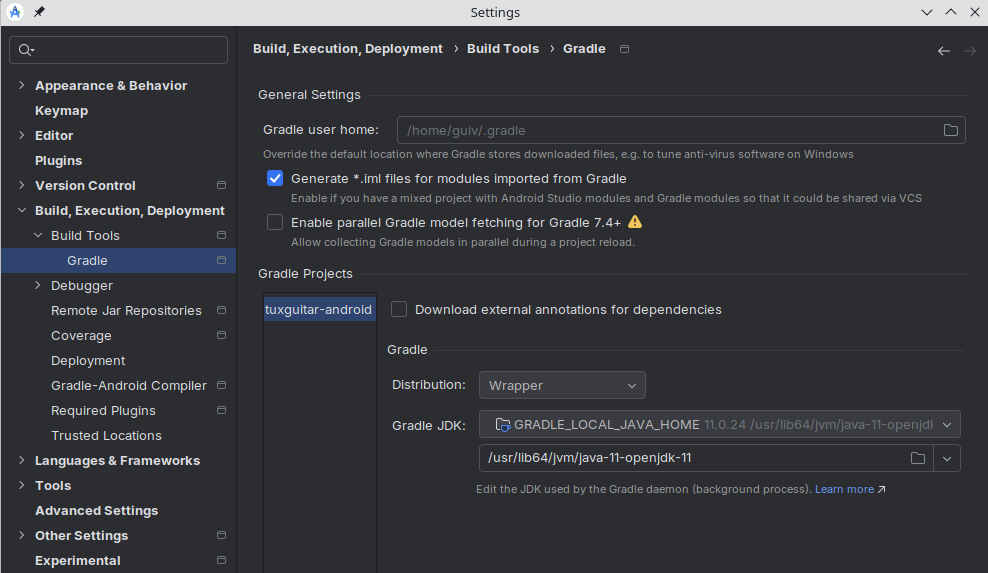 Settings
Build, Execution, Deployment › Build Tools › Gradle
Appearance & Behavior
Keymap
Editor
Plugins
Version Control
Build, Execution, Deployment
Build Tools
Gradle
Debugger
Remote Jar Repositories
Coverage
Deployment
Gradle-Android Compiler
Required Plugins
Trusted Locations
Languages & Frameworks
Tools
Advanced Settings
Other Settings
Experimental
General Settings
Gradle user home: /home/guiv/.gradle
Override the default location where Gradle stores downloaded files, e.g. to tune anti-virus software on Windows
Generate *.iml files for modules imported from Gradle
Enable if you have a mixed project with Android Studio modules and Gradle modules so that it could be shared via VCS
Enable parallel Gradle model fetching for Gradle 7.4+
Allow collecting Gradle models in parallel during a project reload.
Gradle Projects
tuxguitar-android
Download external annotations for dependencies
Gradle
Distribution: Wrapper
Gradle JDK: GRADLE_LOCAL_JAVA_HOME 11.0.24 /usr/lib64/jvm/java-11-openjdk
/usr/lib64/jvm/java-11-openjdk-11
Edit the JDK used by the Gradle daemon (background process). Learn more ↗